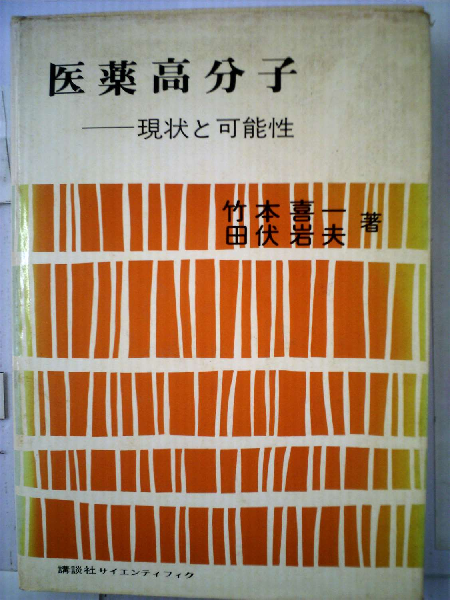 医薬高分子
——現状と可能性
竹本喜一
田伏岩夫 著
講談社サイエンティフィク